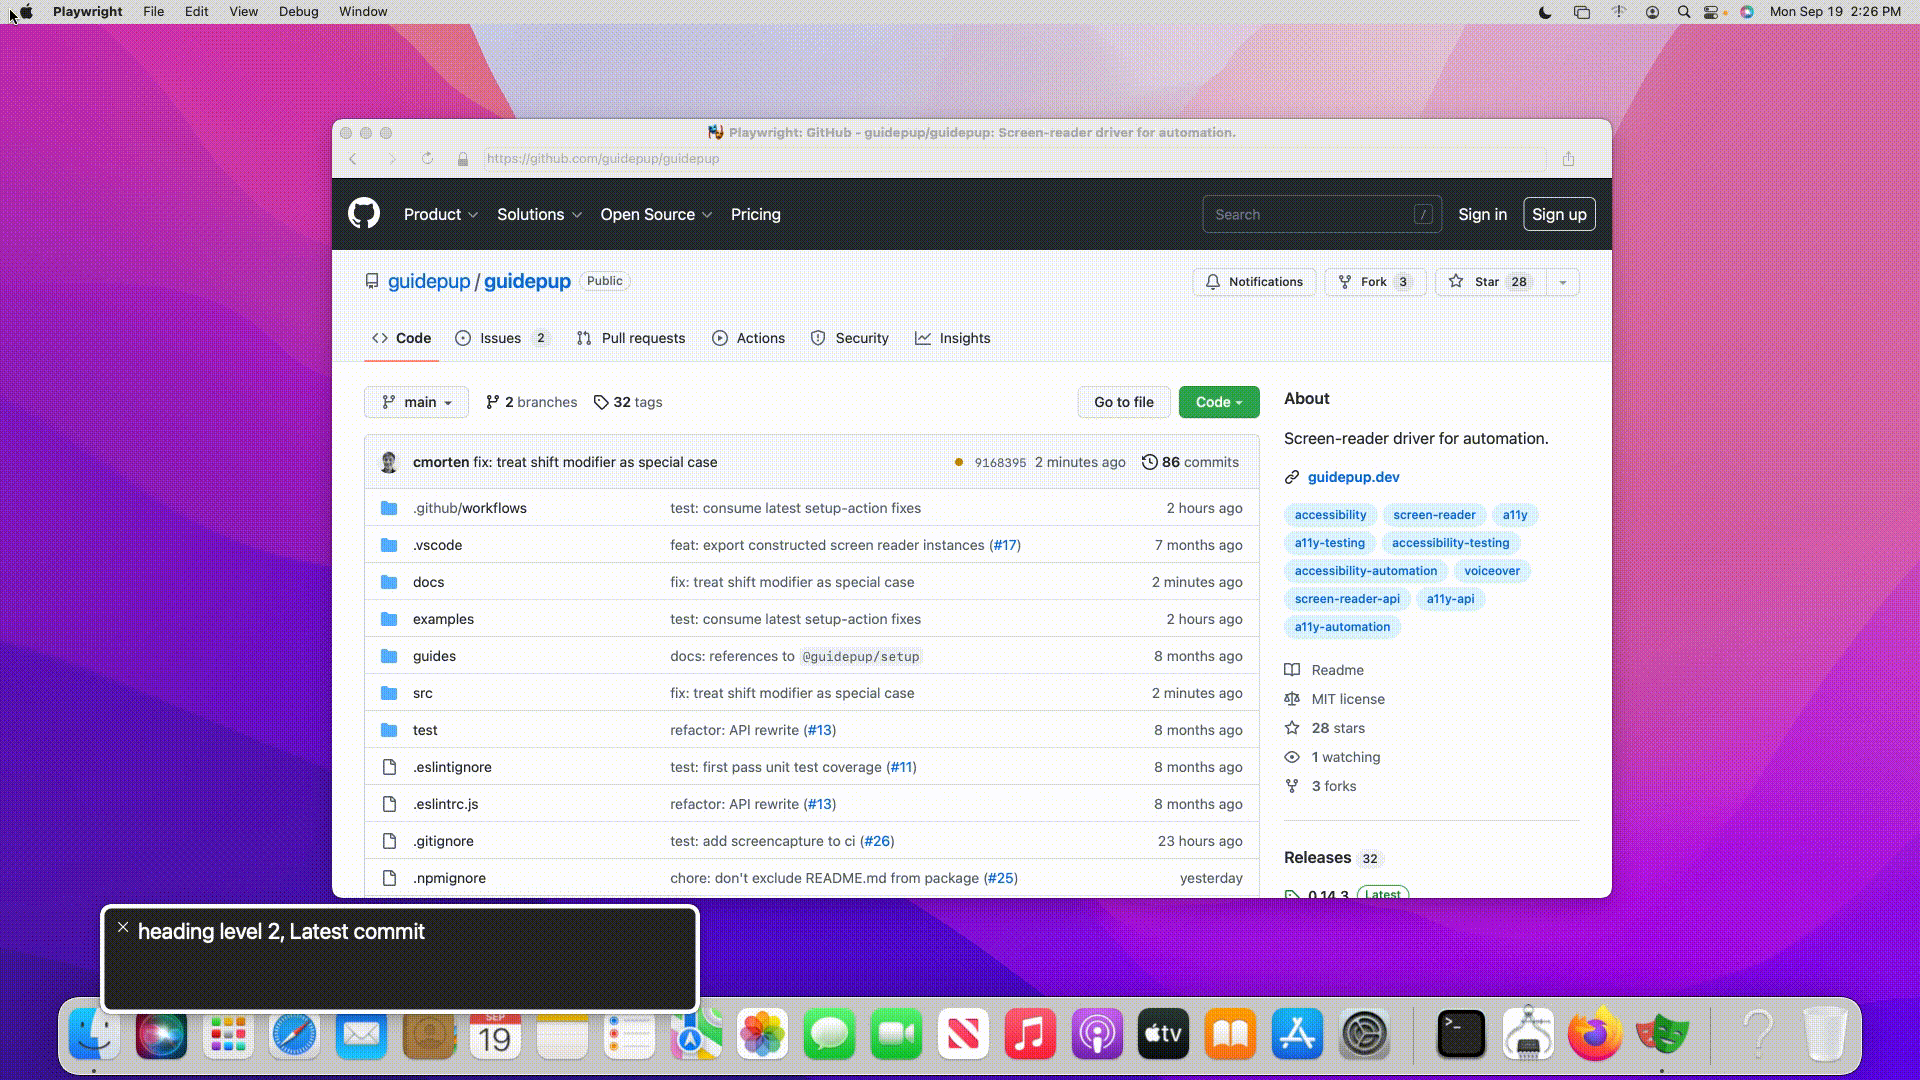 Playwright File Edit View Debug Window
Mon Sep 19 2:26 PM
Playwright: GitHub - guidepup/guidepup: Screen-reader driver for automation.
https://github.com/guidepup/guidepup
Product Solutions Open Source Pricing
Search / Sign in Sign up
guidepup / guidepup Public
Notifications Fork 3 Star 28
Code Issues 2 Pull requests Actions Security Insights
main 2 branches 32 tags Go to file Code
cmorten fix: treat shift modifier as special case 9168395 2 minutes ago 86 commits
.github/workflows test: consume latest setup-action fixes 2 hours ago
.vscode feat: export constructed screen reader instances (#17) 7 months ago
docs fix: treat shift modifier as special case 2 minutes ago
examples test: consume latest setup-action fixes 2 hours ago
guides docs: references to @guidepup/setup 8 months ago
src fix: treat shift modifier as special case 2 minutes ago
test refactor: API rewrite (#13) 8 months ago
.eslintignore test: first pass unit test coverage (#11) 8 months ago
.eslintrc.js refactor: API rewrite (#13) 8 months ago
.gitignore test: add screencapture to ci (#26) 23 hours ago
.npmignore chore: don't exclude README.md from package (#25) yesterday
About
Screen-reader driver for automation.
guidepup.dev
accessibility screen-reader a11y
a11y-testing accessibility-testing
accessibility-automation voiceover
screen-reader-api a11y-api
a11y-automation
Readme
MIT license
28 stars
1 watching
3 forks
Releases 32
0.14.3 Latest
heading level 2, Latest commit
SEP
19
tv